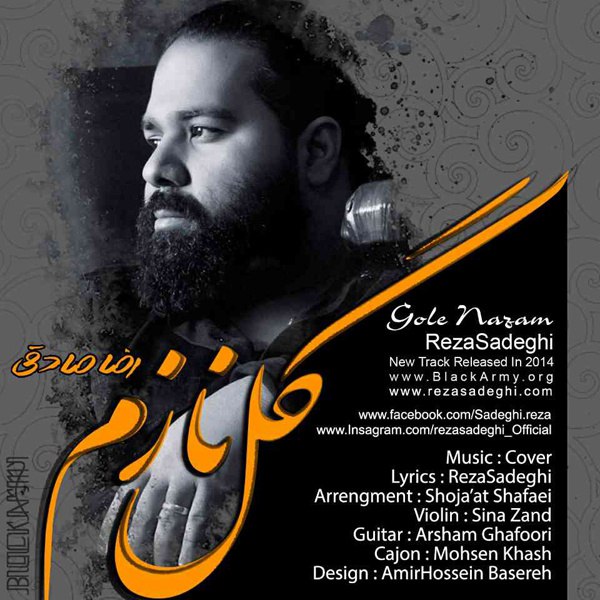 Gole Nazam
RezaSadeghi
New Track Released In 2014
www.BlackArmy.org
www.rezasadeghi.com
www.facebook.com/Sadeghi.reza
www.Insagram.com/rezasadeghi_Official
رضا صادقی
گل نازم
Music : Cover
Lyrics : RezaSadeghi
Arrengment : Shoja'at Shafaei
Violin : Sina Zand
Guitar : Arsham Ghafoori
Cajon : Mohsen Khash
Design : AmirHossein Basereh
BLACKARMY